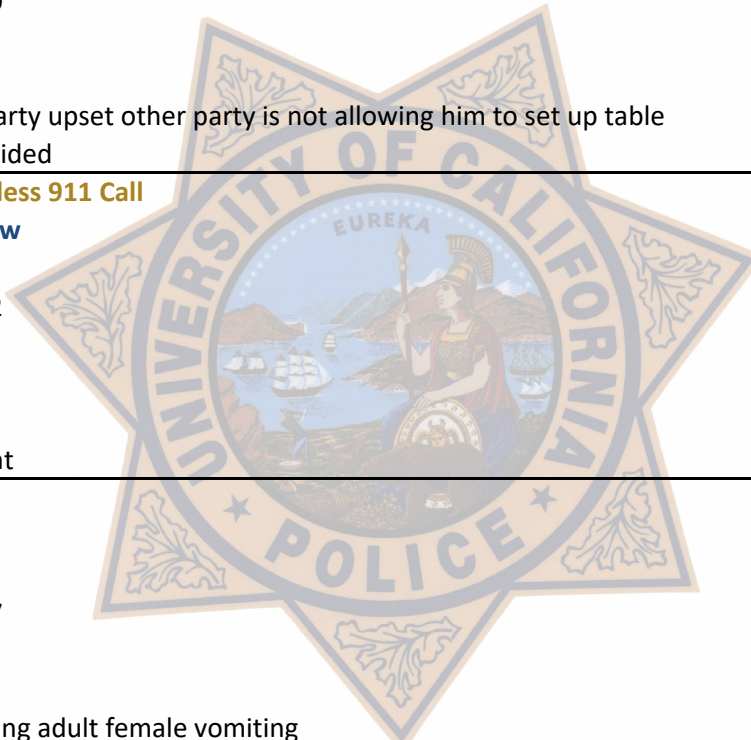 arty upset other party is not allowing him to set up table
ided
less 911 Call
w
UNIVERSITY OF CALIFORNIA
EUREKA
POLICE
ng adult female vomiting